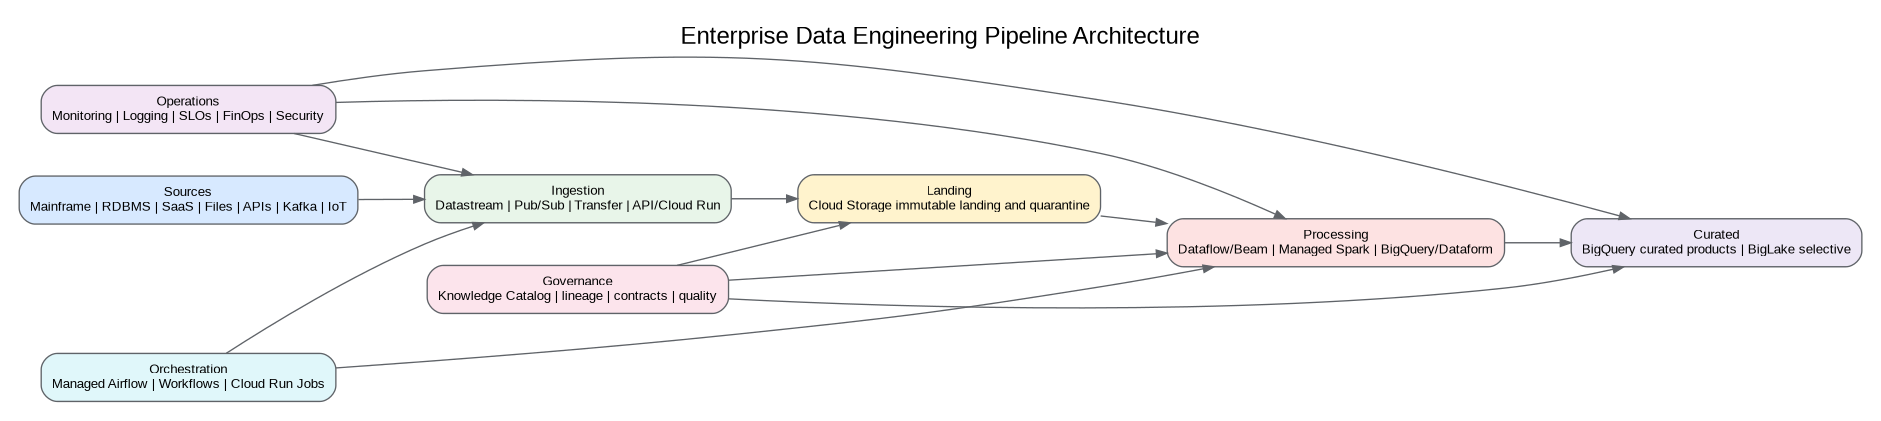 Enterprise Data Engineering Pipeline Architecture
Operations
Monitoring | Logging | SLOs | FinOps | Security
Sources
Mainframe | RDBMS | SaaS | Files | APIs | Kafka | IoT
Ingestion
Datastream | Pub/Sub | Transfer | API/Cloud Run
Landing
Cloud Storage immutable landing and quarantine
Processing
Dataflow/Beam | Managed Spark | BigQuery/Dataform
Curated
BigQuery curated products | BigLake selective
Governance
Knowledge Catalog | lineage | contracts | quality
Orchestration
Managed Airflow | Workflows | Cloud Run Jobs